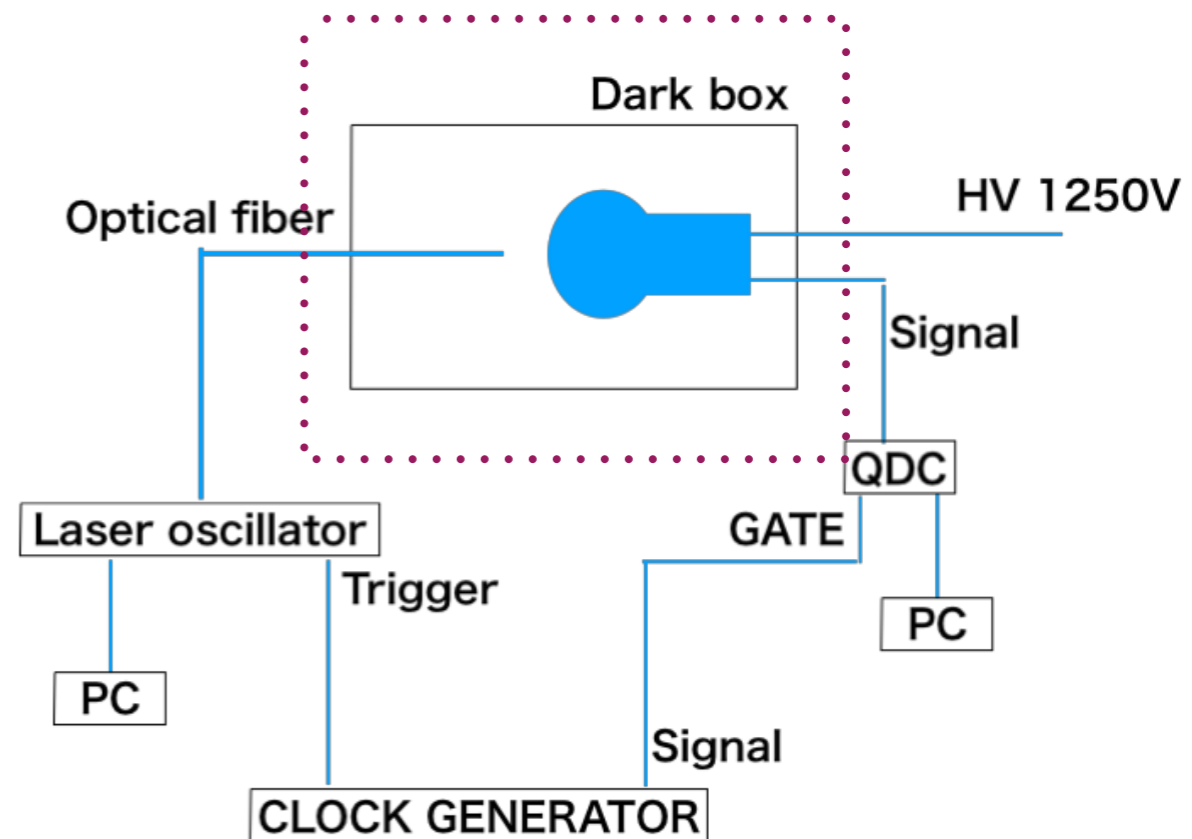 Dark box
HV 1250V
Optical fiber
Signal
QDC
Laser oscillator
GATE
Trigger
PC
PC
Signal
CLOCK GENERATOR